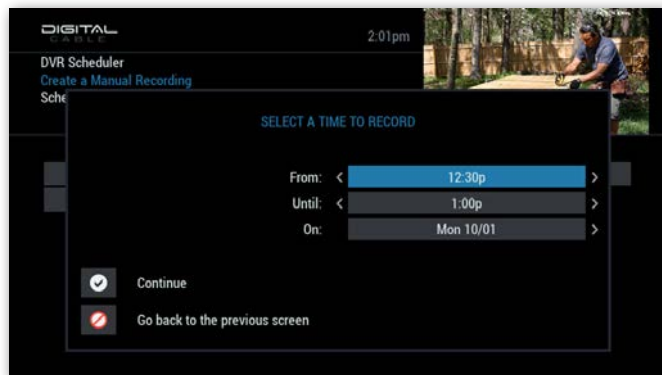 DIGITAL
CABLE
2:01pm
DVR Scheduler
Create a Manual Recording
Sche
SELECT A TIME TO RECORD
From: < 12:30p >
Until: < 1:00p >
On: Mon 10/01 >
Continue
Go back to the previous screen